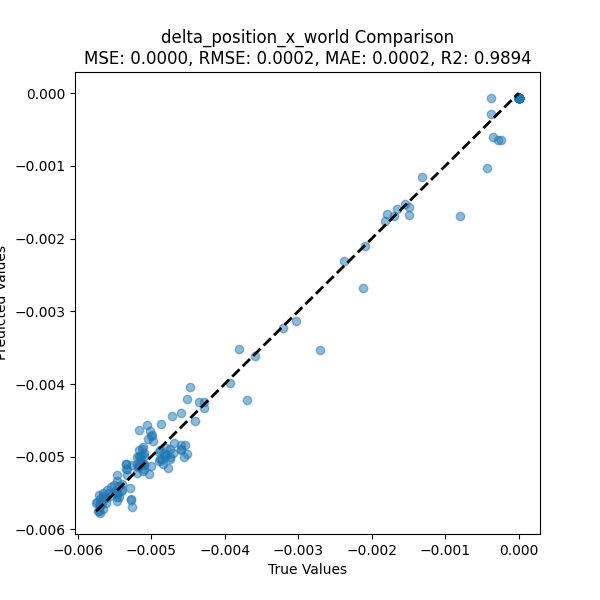 delta_position_x_world Comparison
MSE: 0.0000, RMSE: 0.0002, MAE: 0.0002, R2: 0.9894
0.000
−0.001
−0.002
−0.003
−0.004
−0.005
−0.006
Predicted Values
−0.006 −0.005 −0.004 −0.003 −0.002 −0.001 0.000
True Values